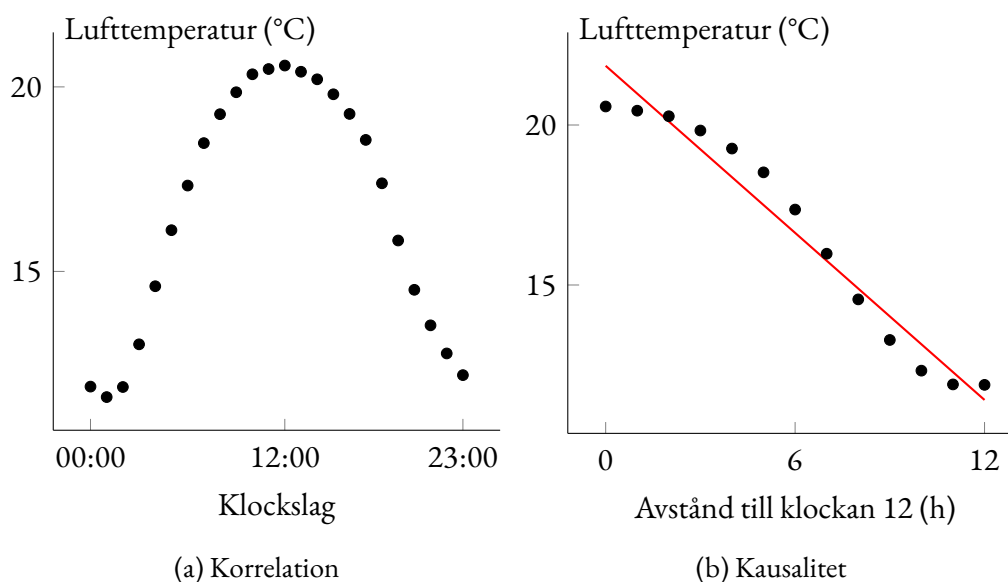 Lufttemperatur (°C)
20
15
00:00 12:00 23:00
Klockslag
(a) Korrelation
Lufttemperatur (°C)
20
15
0 6 12
Avstånd till klockan 12 (h)
(b) Kausalitet